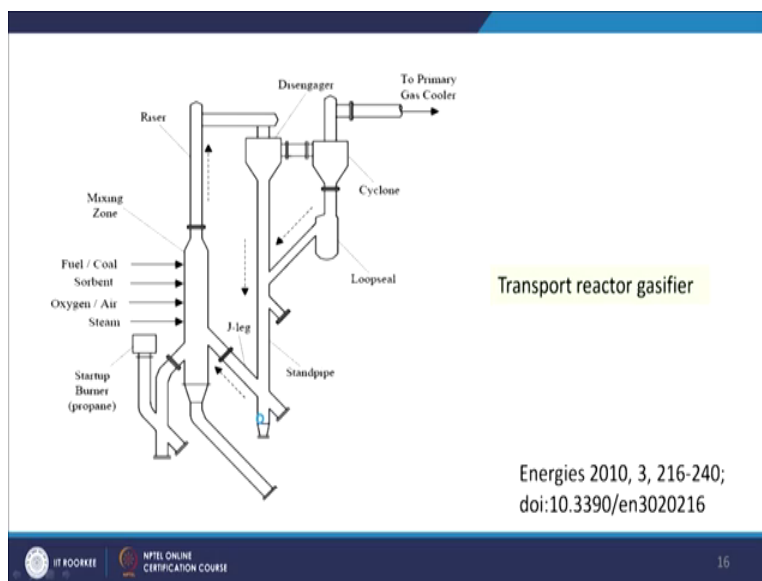 To Primary
Gas Cooler
Disengager
Riser
Cyclone
Mixing
Zone
Fuel / Coal
Sorbent
Oxygen / Air
Steam
Loopseal
Transport reactor gasifier
J-leg
Startup
Burner
(propane)
Standpipe
Energies 2010, 3, 216-240;
doi:10.3390/en3020216
IIT ROORKEE
NPTEL ONLINE
CERTIFICATION COURSE
16